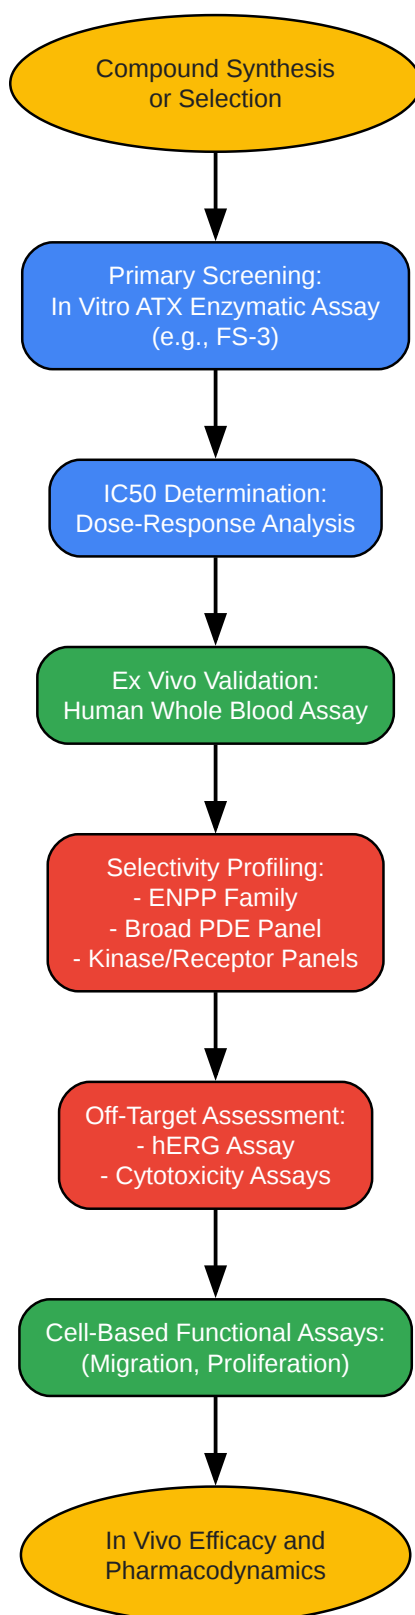 Compound Synthesis
or Selection
Primary Screening:
In Vitro ATX Enzymatic Assay
(e.g., FS-3)
IC50 Determination:
Dose-Response Analysis
Ex Vivo Validation:
Human Whole Blood Assay
Selectivity Profiling:
- ENPP Family
- Broad PDE Panel
- Kinase/Receptor Panels
Off-Target Assessment:
- hERG Assay
- Cytotoxicity Assays
Cell-Based Functional Assays:
(Migration, Proliferation)
In Vivo Efficacy and
Pharmacodynamics